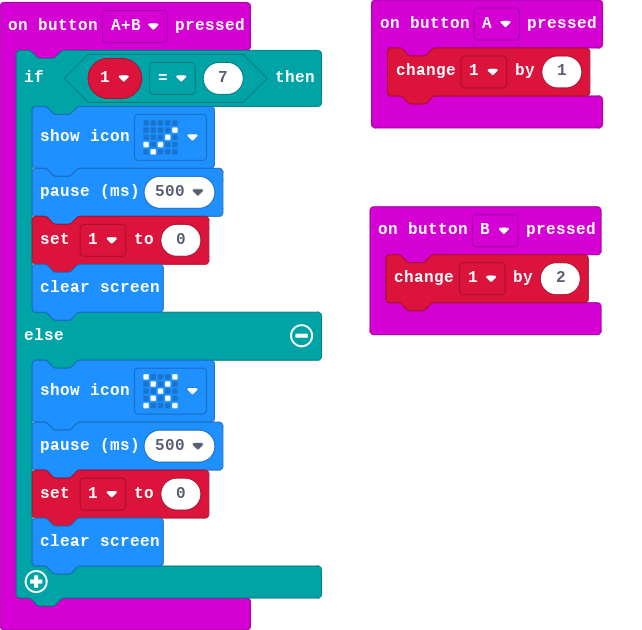 on button A+B pressed
if 1 = 7 then
show icon
pause (ms) 500
set 1 to 0
clear screen
else
show icon
pause (ms) 500
set 1 to 0
clear screen
on button A pressed
change 1 by 1
on button B pressed
change 1 by 2